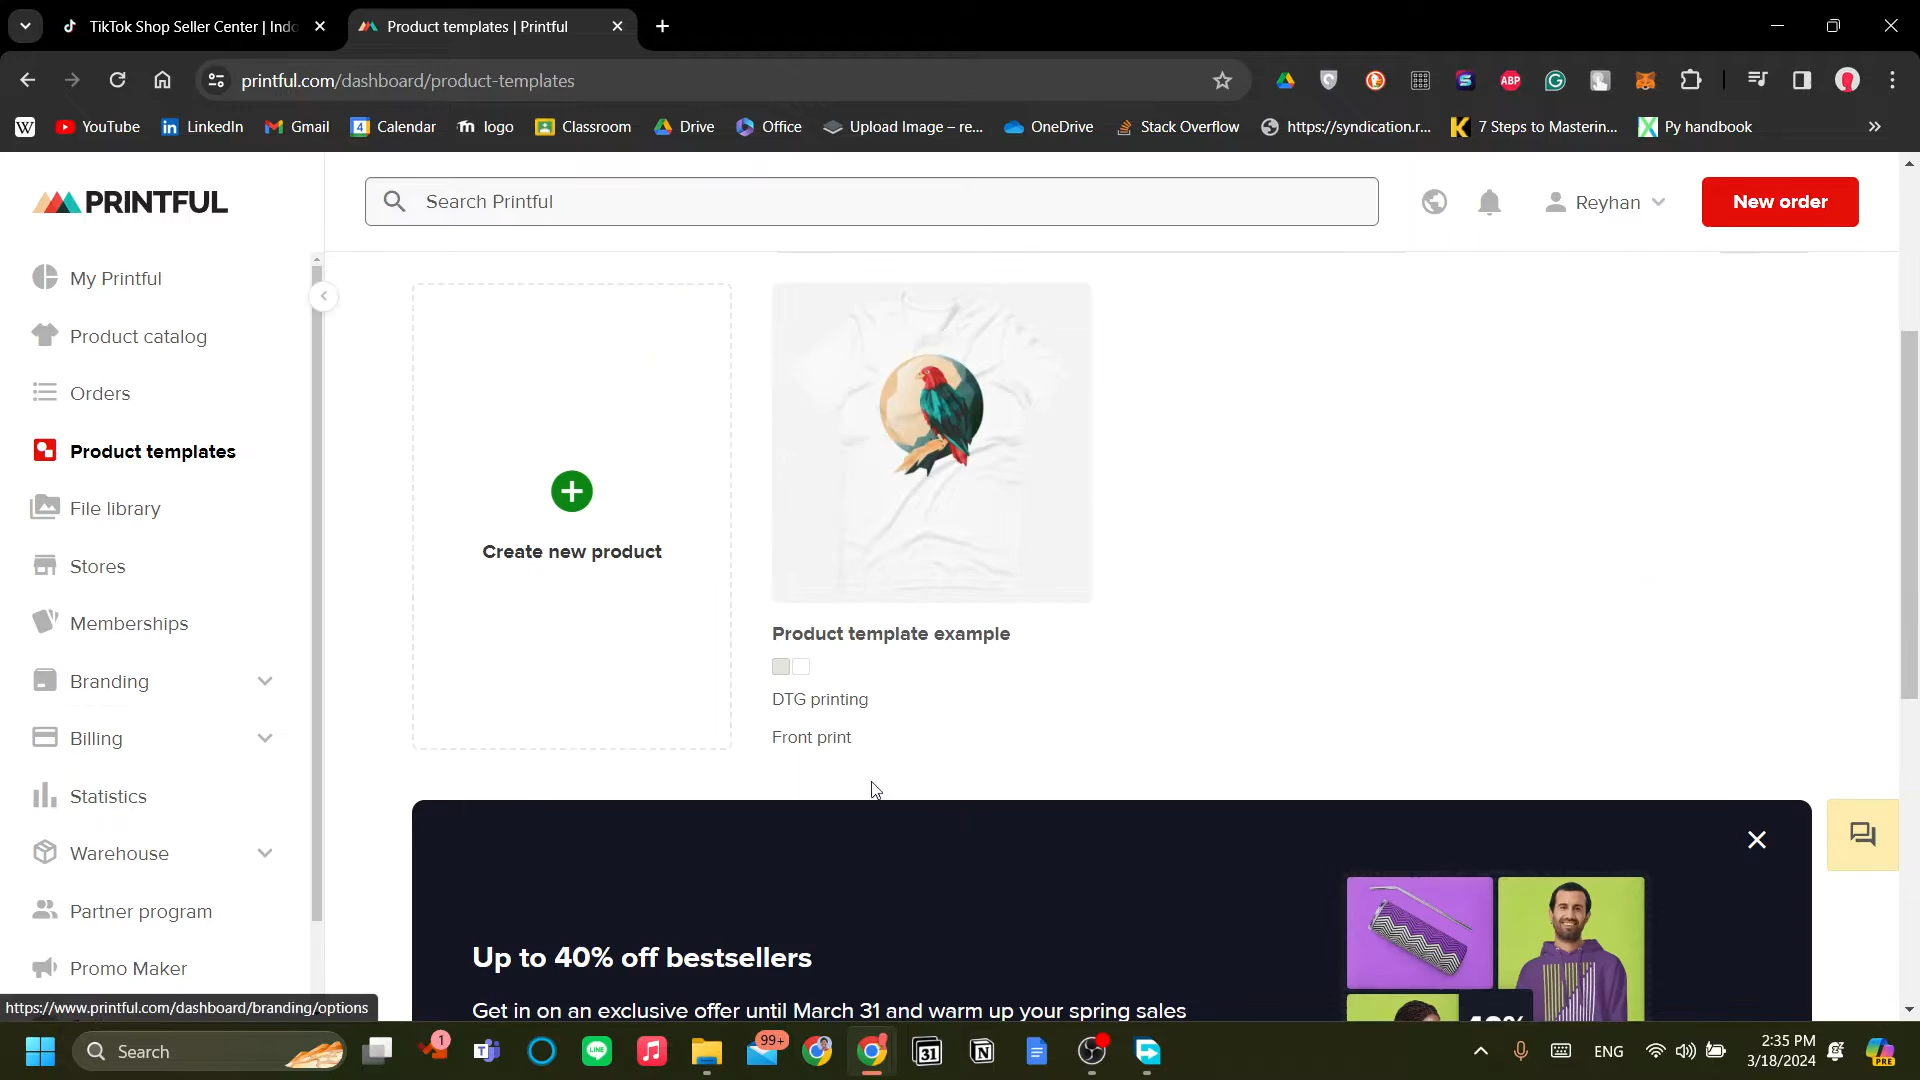 TikTok Shop Seller Center | Indo
Product templates | Printful
printful.com/dashboard/product-templates
ABP
YouTube
LinkedIn
Gmail
Calendar
logo
Classroom
Drive
Office
Upload Image – re...
OneDrive
Stack Overflow
https://syndication.r...
7 Steps to Masterin...
Py handbook
PRINTFUL
Search Printful
Reyhan
New order
My Printful
Product catalog
Orders
Product templates
File library
Stores
Memberships
Branding
Billing
Statistics
Warehouse
Partner program
Promo Maker
Create new product
Product template example
DTG printing
Front print
Up to 40% off bestsellers
Get in on an exclusive offer until March 31 and warm up your spring sales
https://www.printful.com/dashboard/branding/options
Search
1
99+
31
ENG
2:35 PM
3/18/2024
PRE